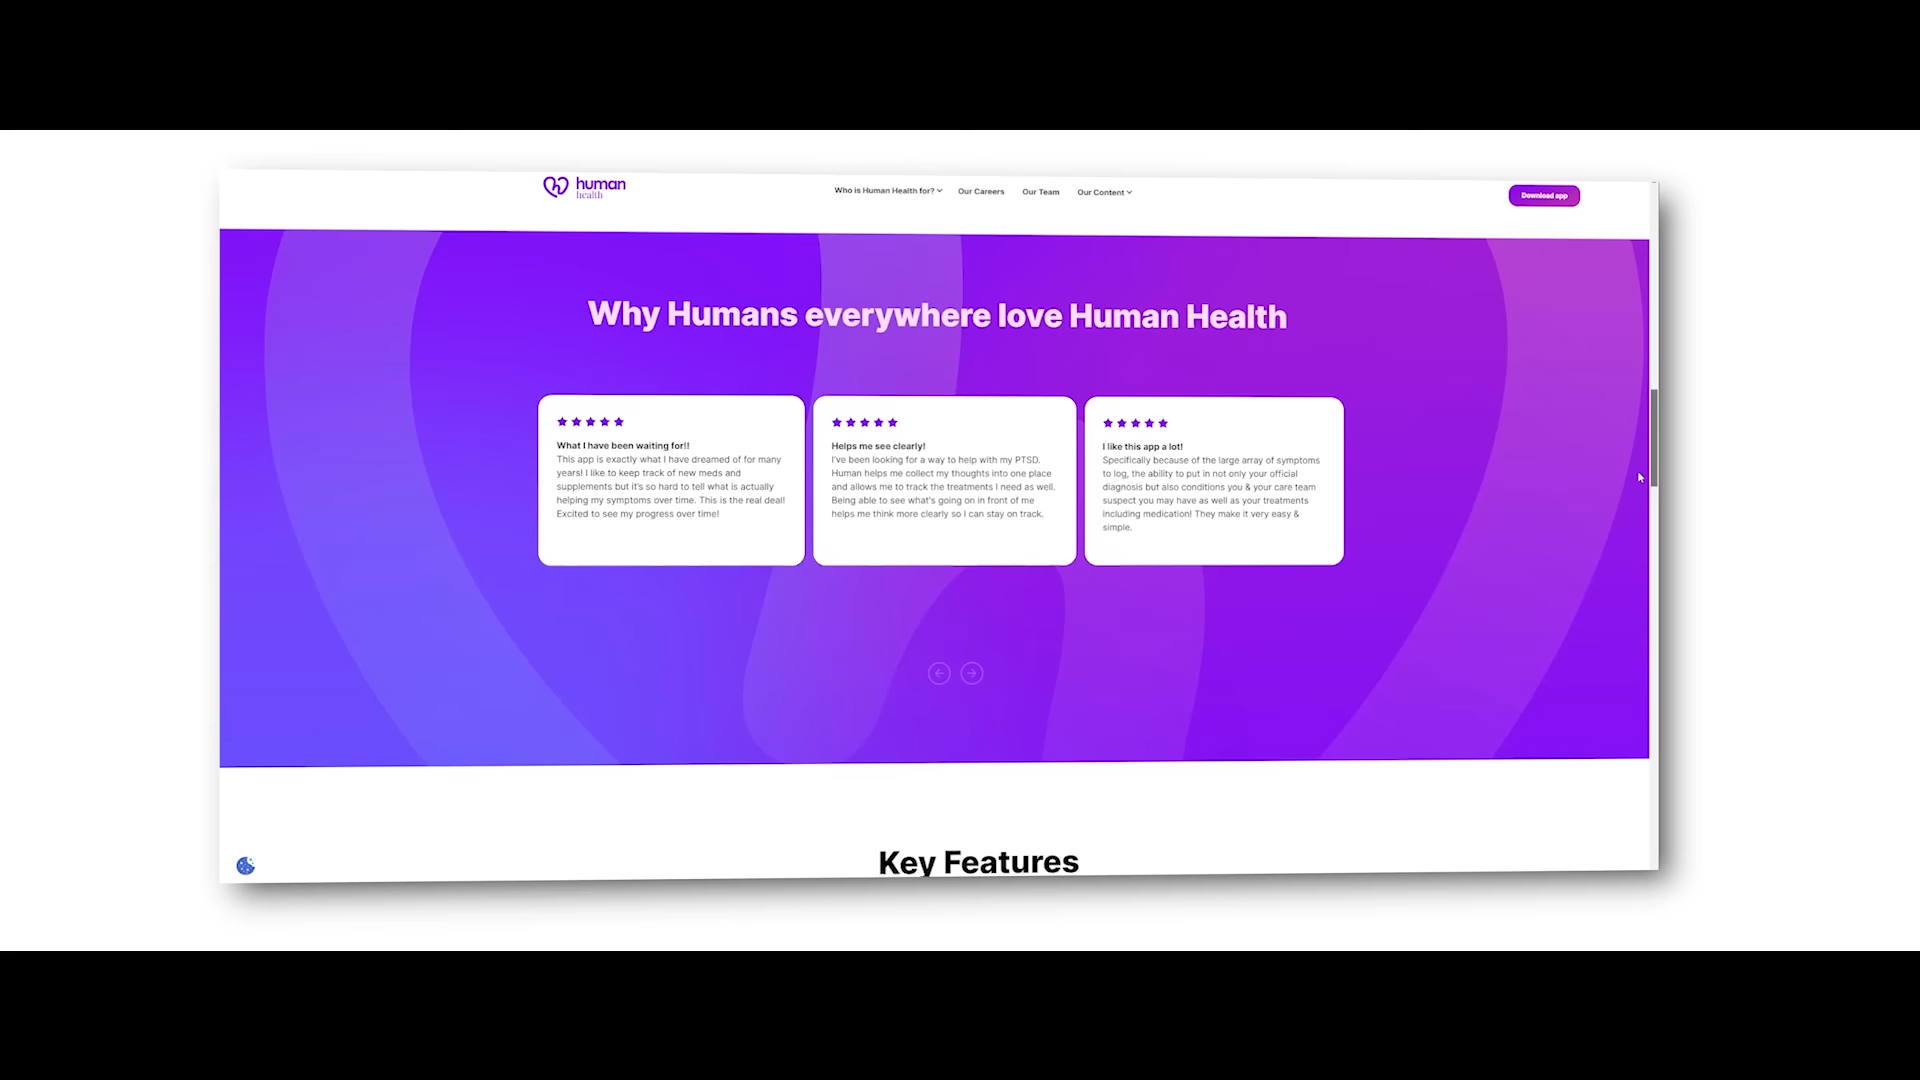 human
health
Who is Human Health for?
Our Careers
Our Team
Our Content
Download app
Why Humans everywhere love Human Health
What I have been waiting for!!
This app is exactly what I have dreamed of for many
years! I like to keep track of new meds and
supplements but it's so hard to tell what is actually
helping my symptoms over time. This is the real deal!
Excited to see my progress over time!
Helps me see clearly!
I've been looking for a way to help with my PTSD.
Human helps me collect my thoughts into one place
and allows me to track the treatments I need as well.
Being able to see what's going on in front of me
helps me think more clearly so I can stay on track.
I like this app a lot!
Specifically because of the large array of symptoms
to log, the ability to put in not only your official
diagnosis but also conditions you & your care team
suspect you may have as well as your treatments
including medication! They make it very easy &
simple.
Key Features